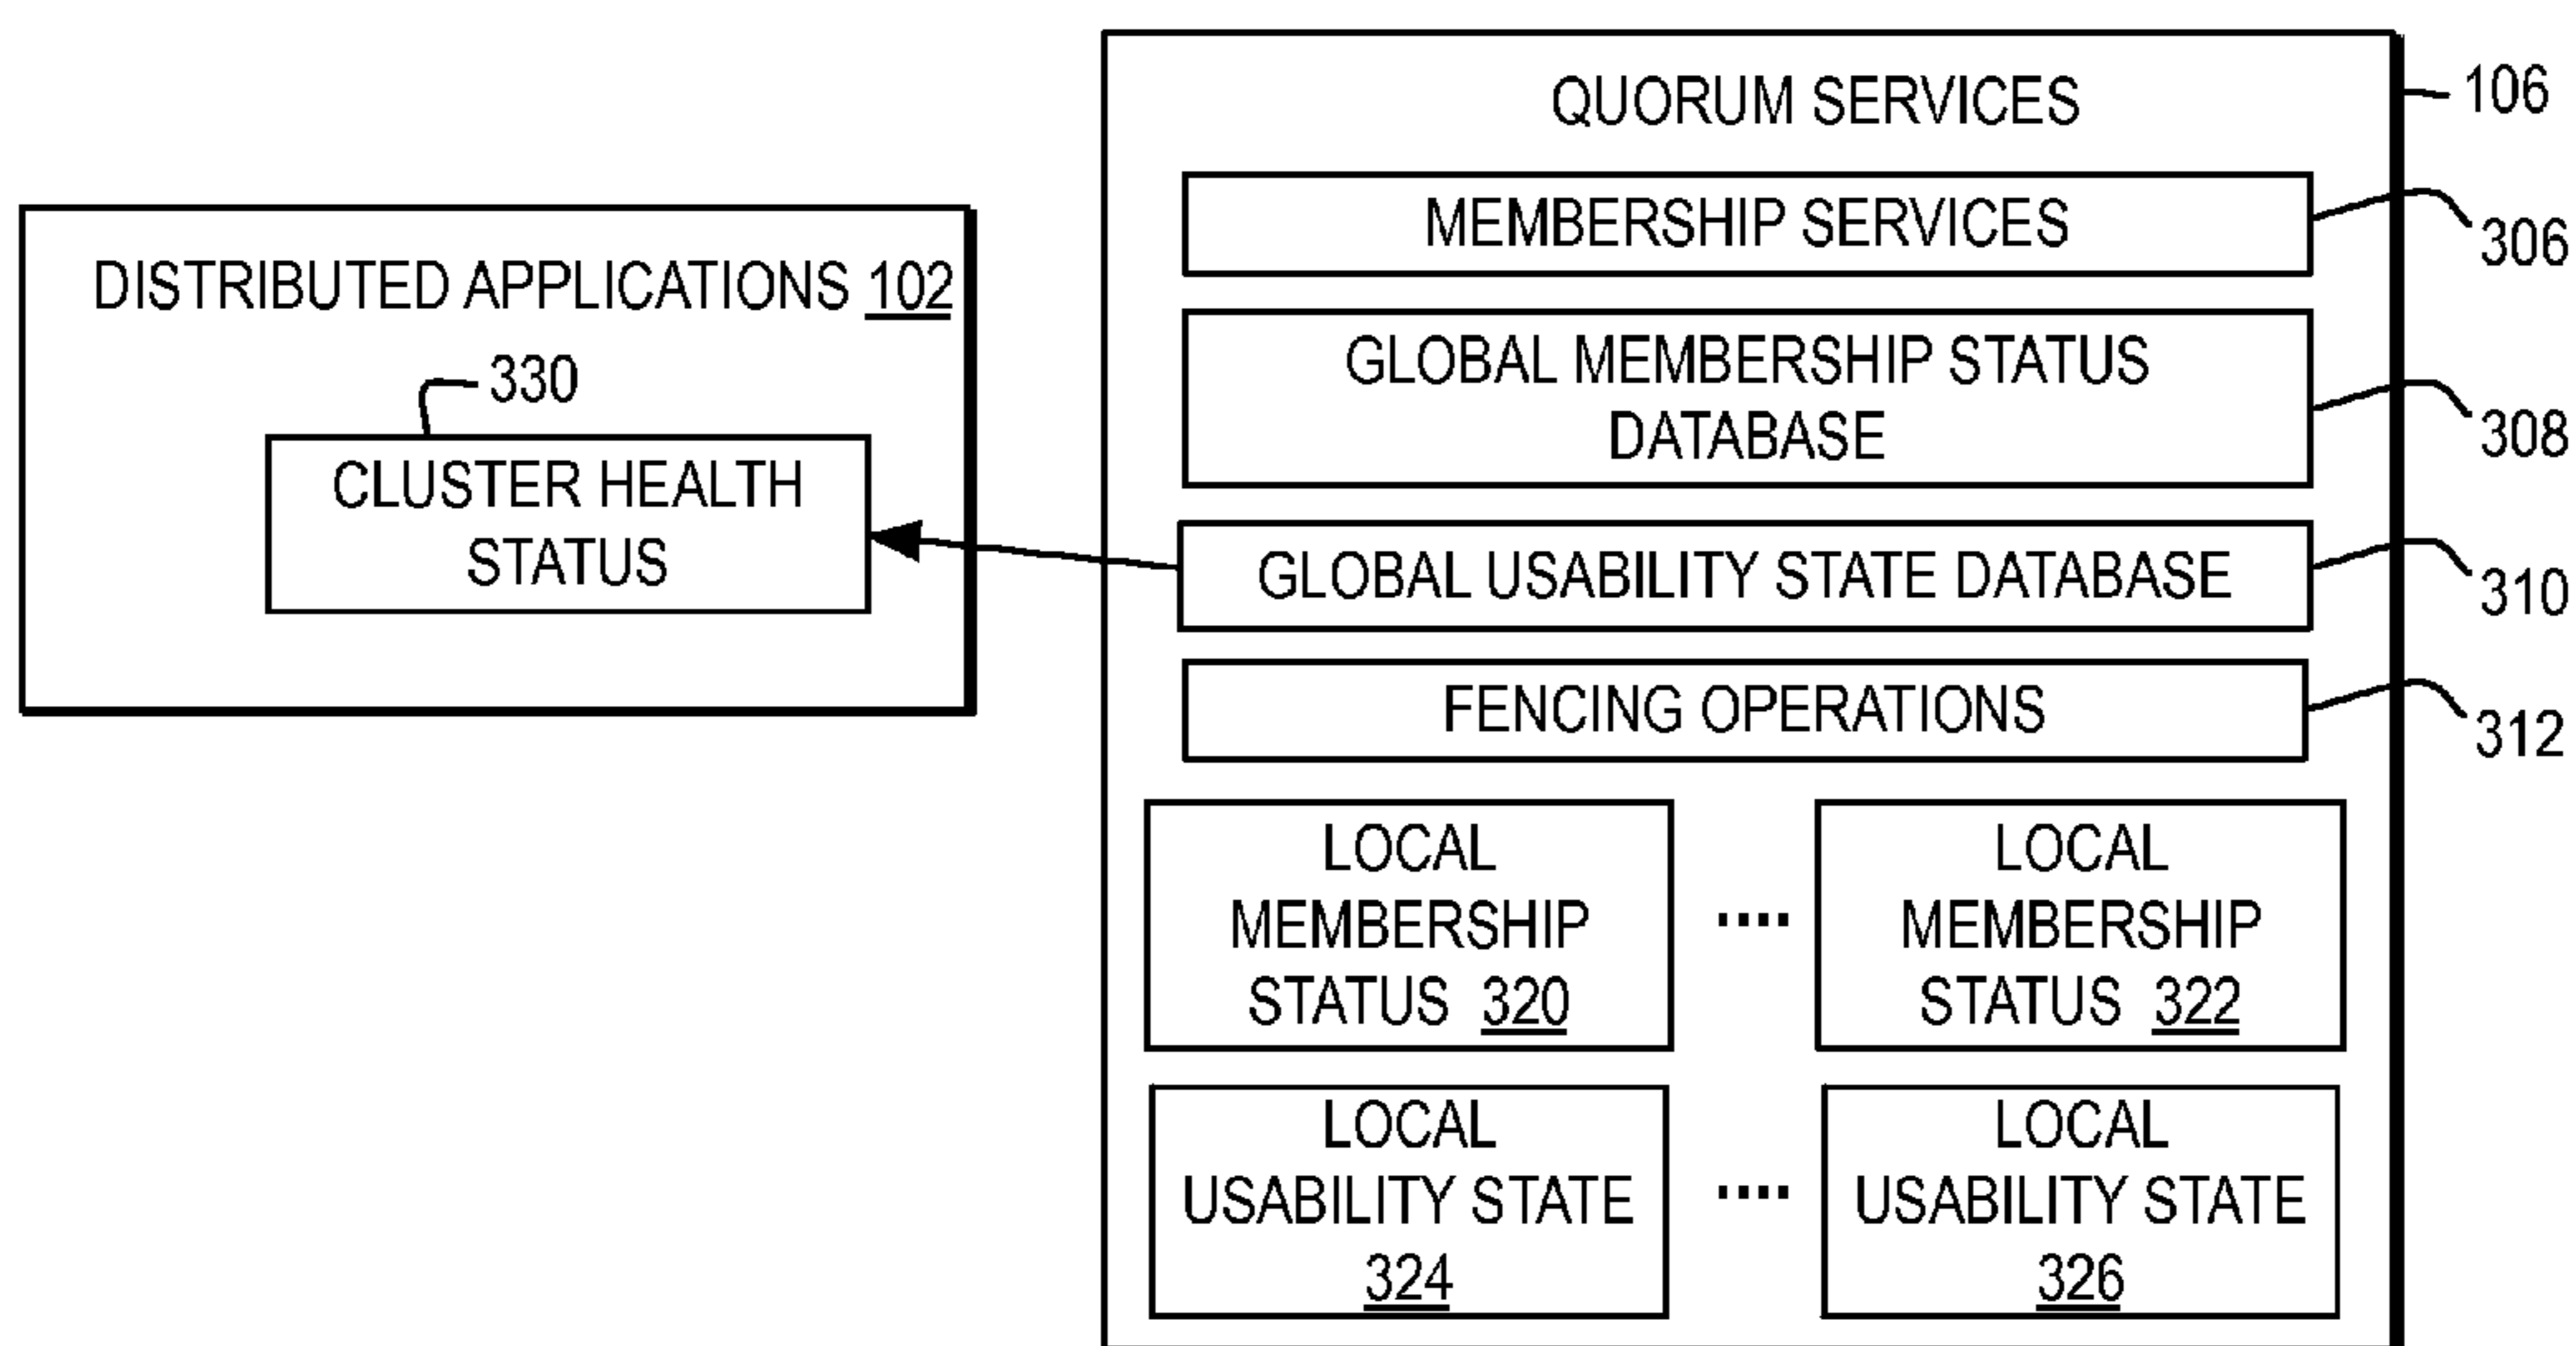 DISTRIBUTED APPLICATIONS 102
330
CLUSTER HEALTH
STATUS
QUORUM SERVICES
106
MEMBERSHIP SERVICES
306
GLOBAL MEMBERSHIP STATUS
DATABASE
308
GLOBAL USABILITY STATE DATABASE
310
FENCING OPERATIONS
312
LOCAL
MEMBERSHIP
STATUS 320
....
LOCAL
MEMBERSHIP
STATUS 322
LOCAL
USABILITY STATE
324
....
LOCAL
USABILITY STATE
326